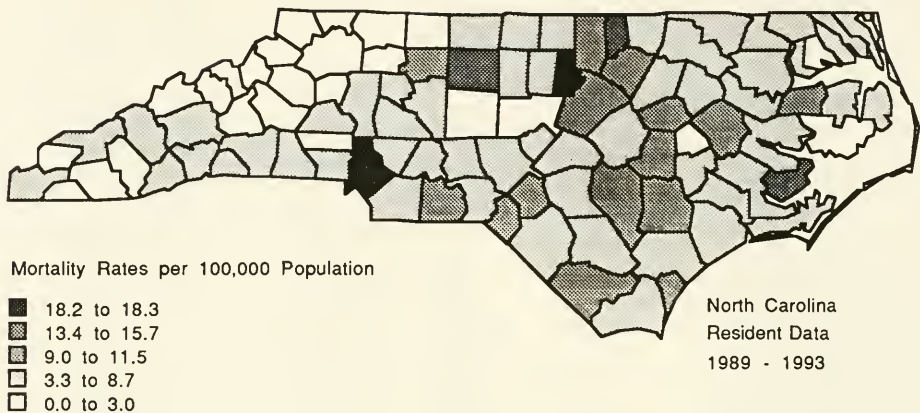 Mortality Rates per 100,000 Population
18.2 to 18.3
13.4 to 15.7
9.0 to 11.5
3.3 to 8.7
0.0 to 3.0
North Carolina
Resident Data
1989 - 1993